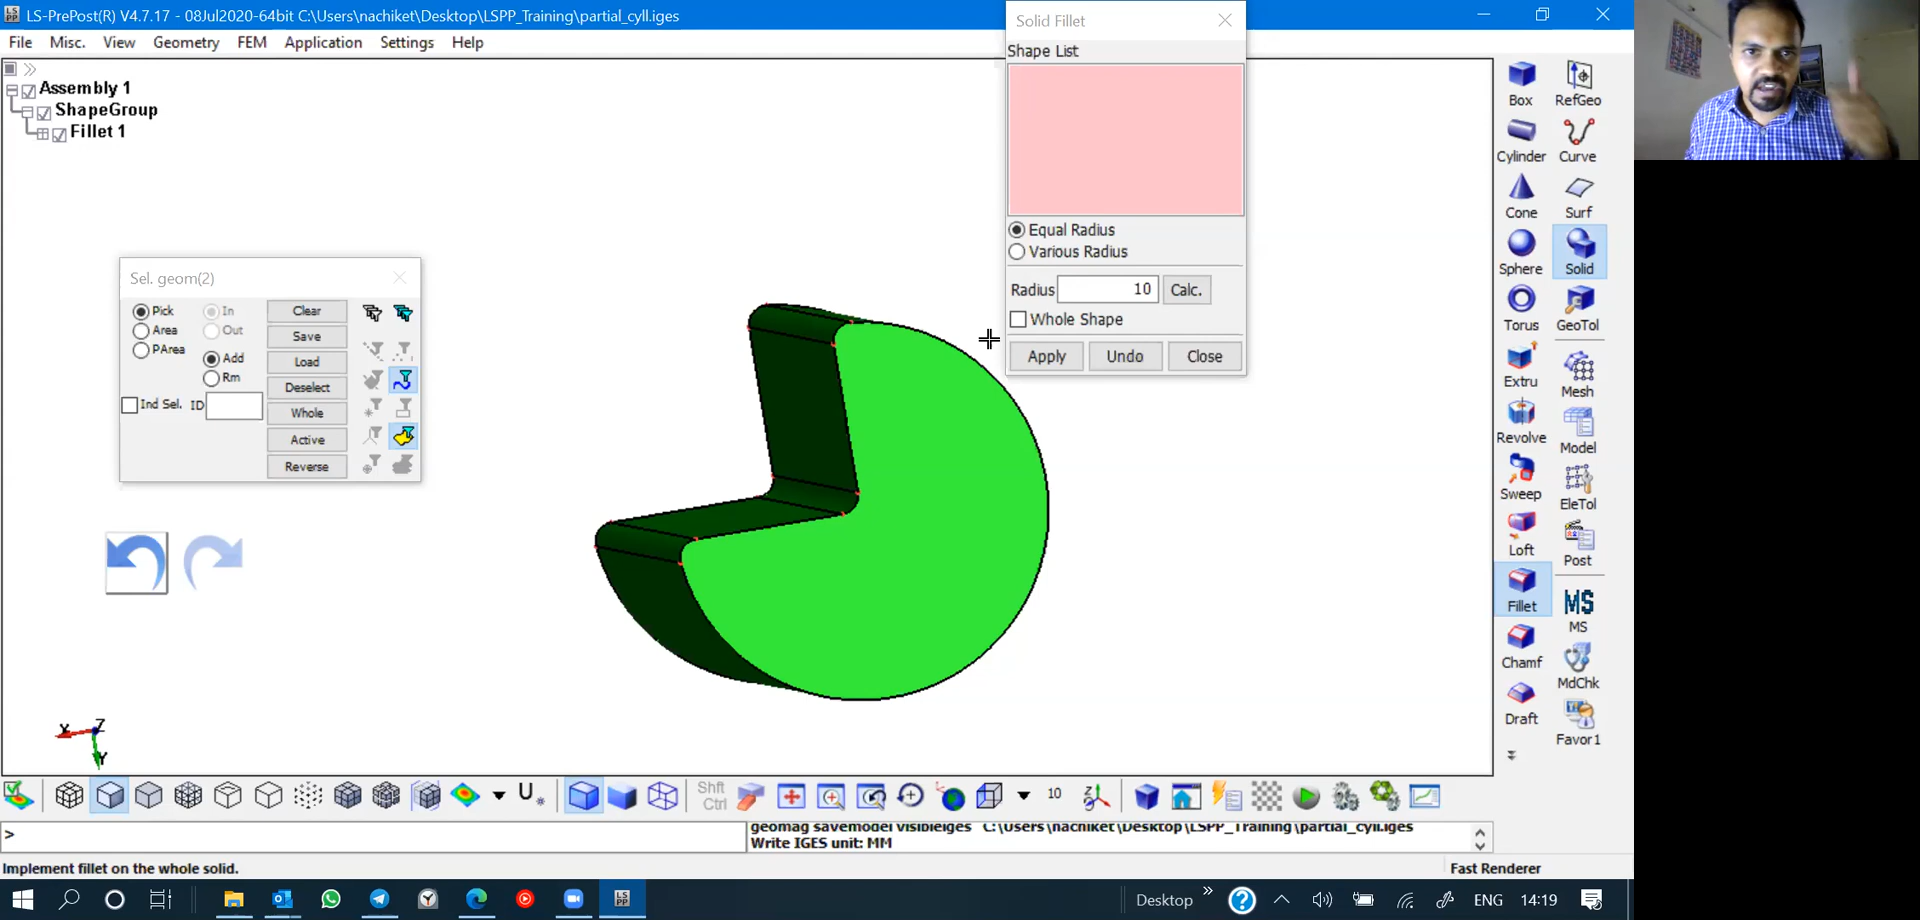 LS-PrePost(R) V4.7.17 - 08Jul2020-64bit C:\Users\nachiket\Desktop\LSPP_Training\partial_cyll.iges
File Misc. View Geometry FEM Application Settings Help
Assembly 1
ShapeGroup
Fillet 1
Sel. geom(2)
Pick In Clear
Area Out Save
PArea Load
Add
Rm Deselect
Ind Sel. ID Whole
Active
Reverse
Solid Fillet
Shape List
Equal Radius
Various Radius
Radius 10 Calc.
Whole Shape
Apply Undo Close
Box RefGeo
Cylinder Curve
Cone Surf
Sphere Solid
Torus GeoTol
Extru Mesh
Revolve Model
Sweep EleTol
Loft Post
Fillet MS
MS
Chamf MdChk
Draft Favor1
X Z
Y
Shft
Ctrl
10
Z
>
geomag savemodel visibleiges "C:\Users\nachiket\Desktop\LSPP_Training\partial_cyll.iges
Write IGES unit: MM
Implement fillet on the whole solid.
Fast Renderer
LS
PP
Desktop
ENG 14:19